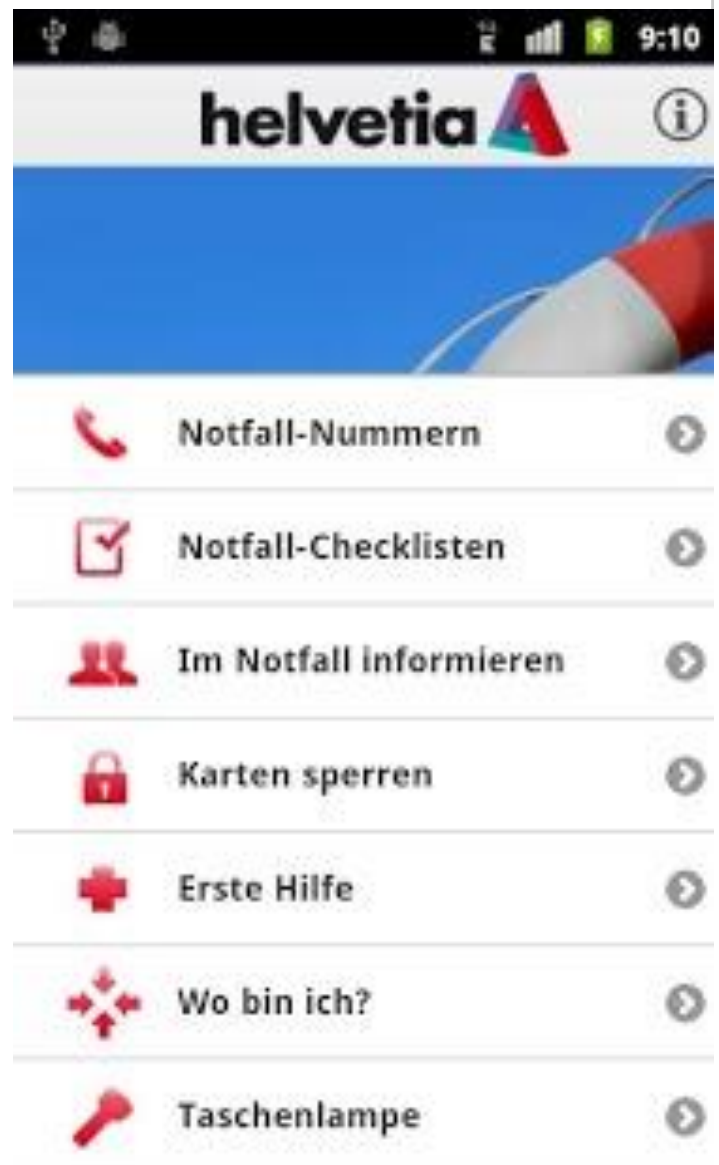 9:10
helvetia
i
Notfall-Nummern
Notfall-Checklisten
Im Notfall informieren
Karten sperren
Erste Hilfe
Wo bin ich?
Taschenlampe